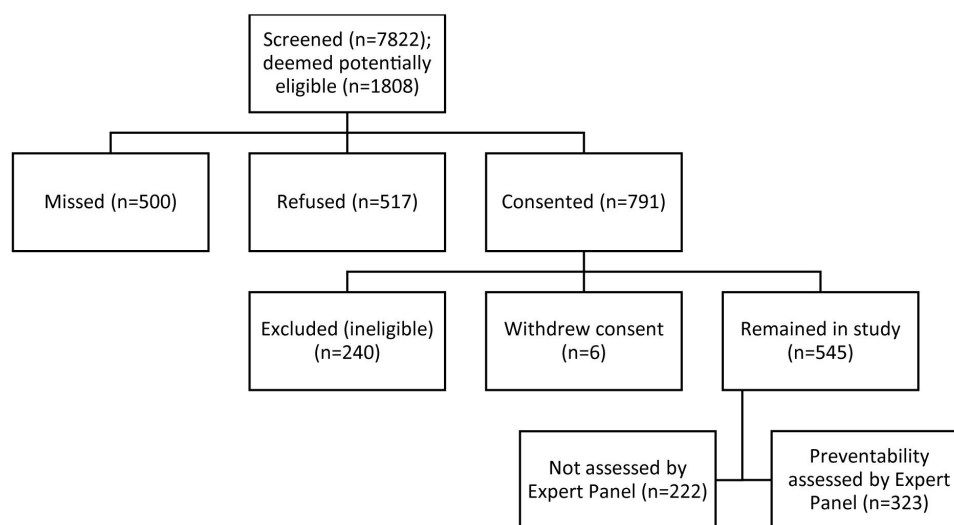 Screened (n=7822);
deemed potentially
eligible (n=1808)
Missed (n=500)
Refused (n=517)
Consented (n=791)
Excluded (ineligible)
(n=240)
Withdrew consent
(n=6)
Remained in study
(n=545)
Not assessed by
Expert Panel (n=222)
Preventability
assessed by Expert
Panel (n=323)